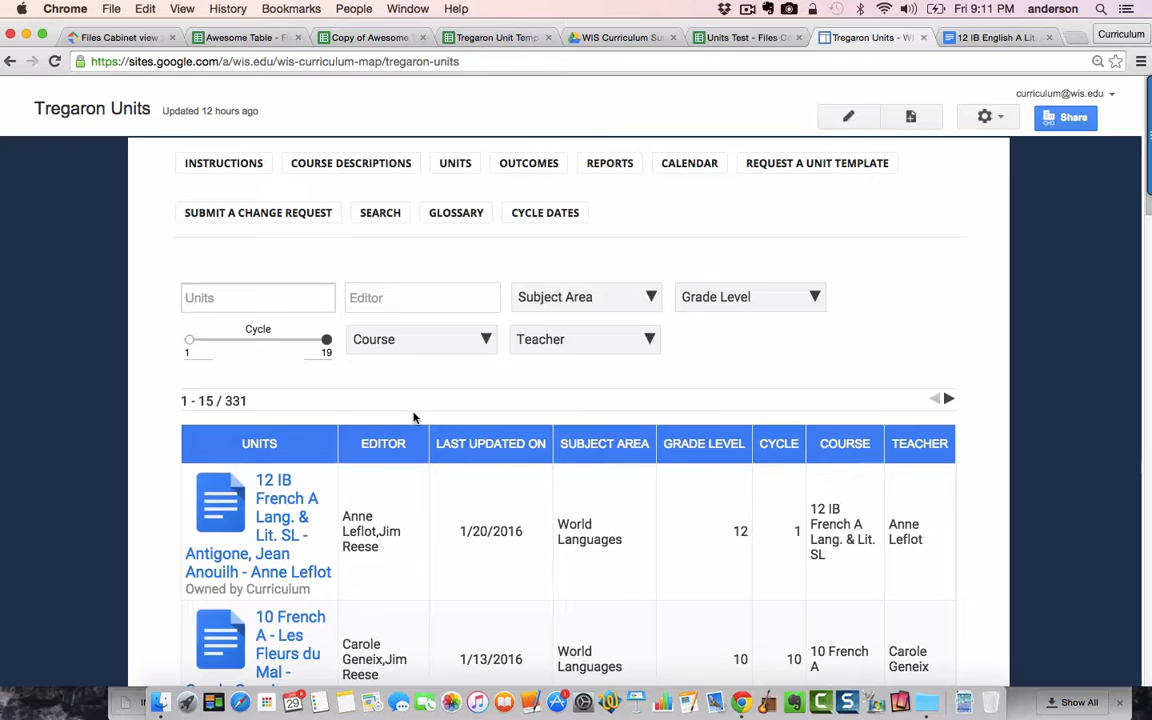 Chrome File Edit View History Bookmarks People Window Help Fri 9:11 PM anderson
Files Cabinet view Awesome Table - Fi Copy of Awesome Tregaron Unit Temp WIS Curriculum Su Units Test - Files C Tregaron Units - W 12 IB English A Lit. Curriculum
https://sites.google.com/a/wis.edu/wis-curriculum-map/tregaron-units
curriculum@wis.edu
Tregaron Units Updated 12 hours ago Share
INSTRUCTIONS COURSE DESCRIPTIONS UNITS OUTCOMES REPORTS CALENDAR REQUEST A UNIT TEMPLATE
SUBMIT A CHANGE REQUEST SEARCH GLOSSARY CYCLE DATES
Units Editor Subject Area Grade Level
Cycle Course Teacher
1 19
1 - 15 / 331
UNITS EDITOR LAST UPDATED ON SUBJECT AREA GRADE LEVEL CYCLE COURSE TEACHER
12 IB
French A
Lang. &
Lit. SL -
Antigone, Jean
Anouilh - Anne Leflot
Owned by Curriculum
Anne
Leflot,Jim
Reese
1/20/2016
World
Languages
12
1
12 IB
French A
Lang. & Lit.
SL
Anne
Leflot
10 French
A - Les
Fleurs du
Mal -
Carole
Geneix,Jim
Reese
1/13/2016
World
Languages
10
10
10 French
A
Carole
Geneix
29
Show All